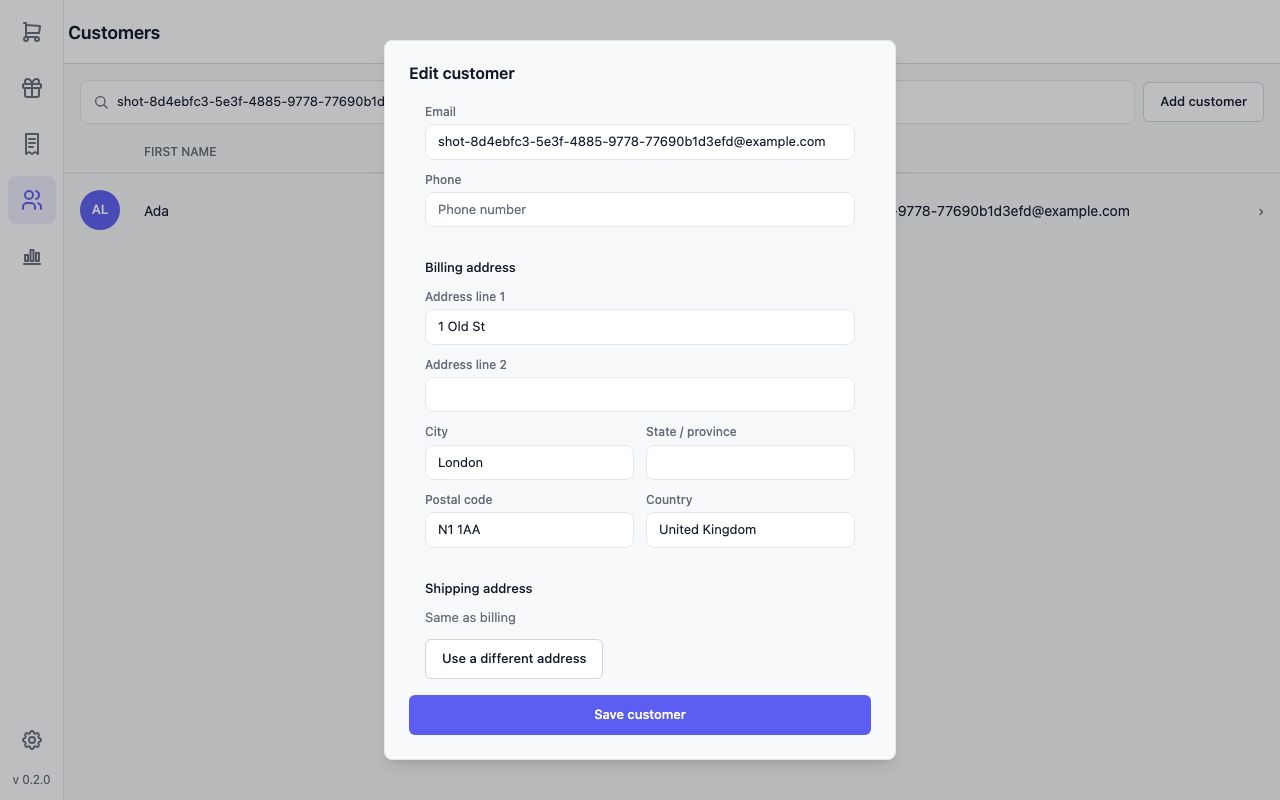 Customers
Edit customer
shot-8d4ebfc3-5e3f-4885-9778-77690b1d
Add customer
Email
shot-8d4ebfc3-5e3f-4885-9778-77690b1d3efd@example.com
FIRST NAME
Phone
Phone number
AL
Ada
9778-77690b1d3efd@example.com
Billing address
Address line 1
1 Old St
Address line 2
City
State / province
London
Postal code
Country
N1 1AA
United Kingdom
Shipping address
Same as billing
Use a different address
Save customer
v 0.2.0